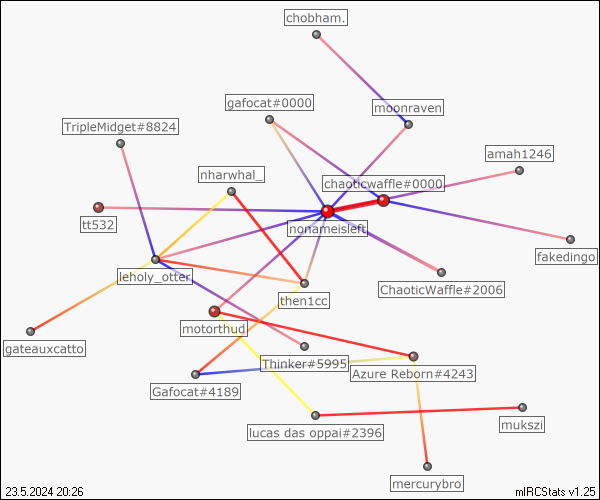 chobham.
gafocat#0000
moonraven
TripleMidget#8824
amah1246
nharwhal_
chaoticwaffle#0000
tt532
nonameisleft
fakedingo
leholy_otter
ChaoticWaffle#2006
then1cc
motorthud
gateauxcatto
Thinker#5995
Azure Reborn#4243
Gafocat#4189
mukszi
lucas das oppai#2396
mercurybro
23.5.2024 20:26
mIRCStats v1.25